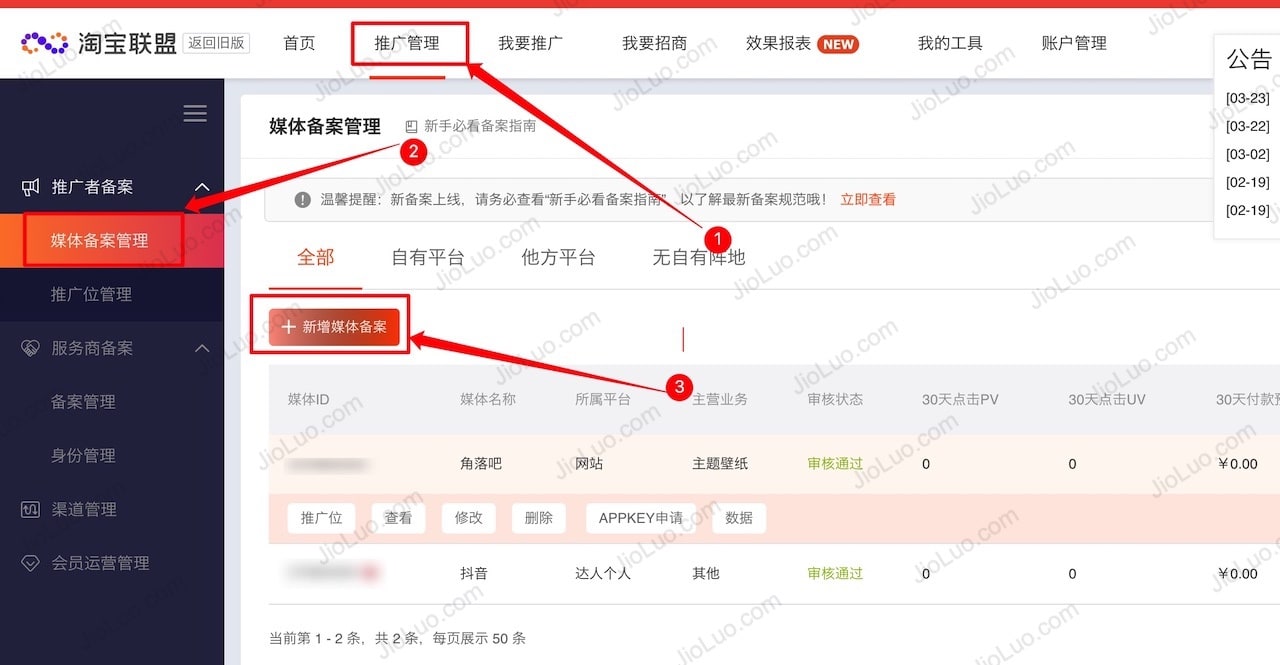 淘宝联盟 返回旧版 首页 推广管理 我要推广 我要招商 效果报表 NEW 我的工具 账户管理
公告
[03-23]
[03-22]
[03-02]
[02-19]
[02-19]
推广者备案
媒体备案管理
推广位管理
服务商备案
备案管理
身份管理
渠道管理
会员运营管理
媒体备案管理 新手必看备案指南
2
温馨提醒：新备案上线，请务必查看“新手必看备案指南”，以了解最新备案规范哦！ 立即查看
1
全部 自有平台 他方平台 无自有阵地
+ 新增媒体备案
3
媒体ID 媒体名称 所属平台 主营业务 审核状态 30天点击PV 30天点击UV 30天付款预
角落吧 网站 主题壁纸 审核通过 0 0 ￥0.00
推广位 查看 修改 删除 APPKEY申请 数据
抖音 达人个人 其他 审核通过 0 0 ￥0.00
当前第 1 - 2 条，共 2 条，每页展示 50 条
JioLuo.com